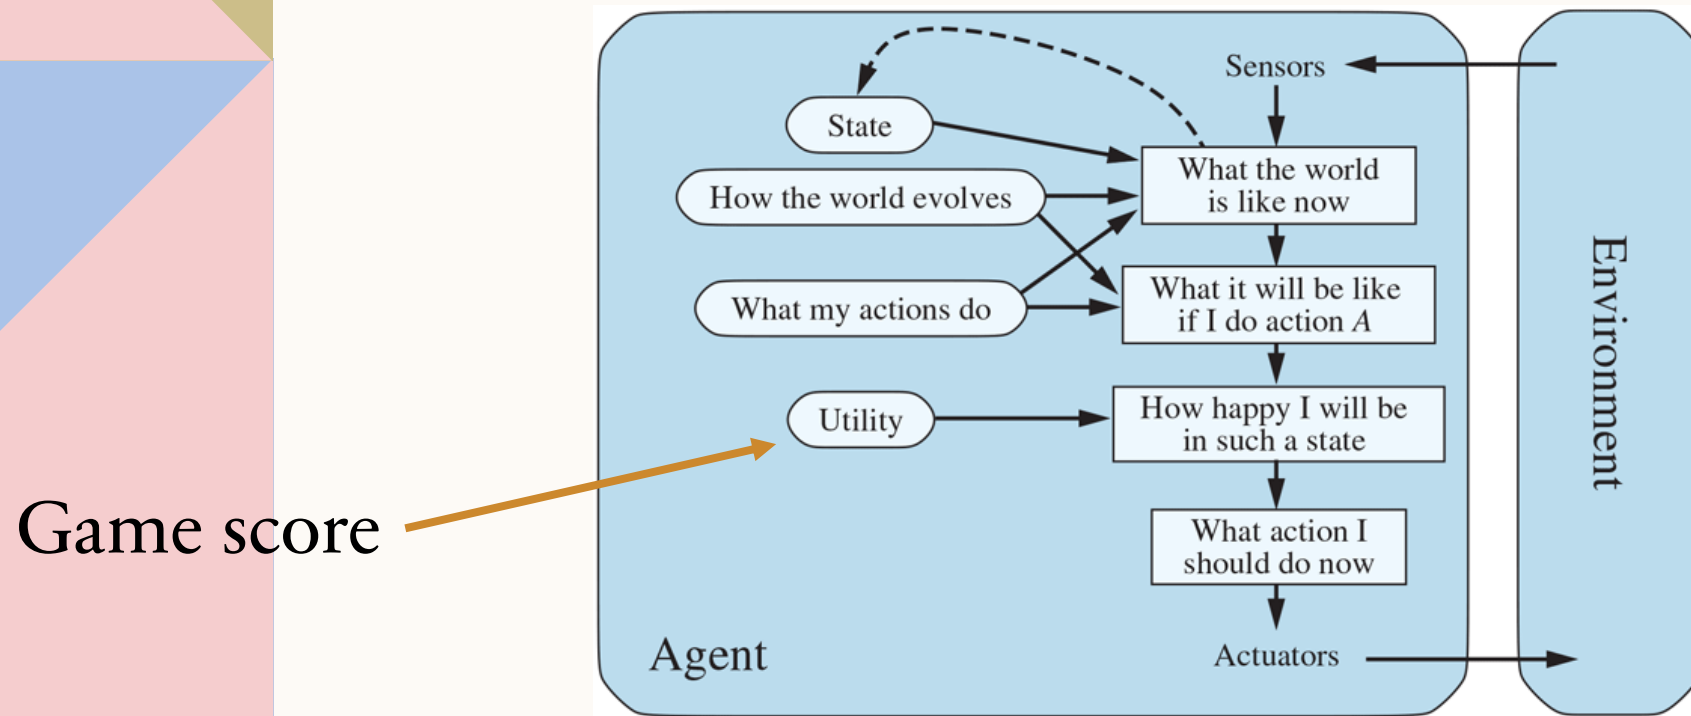 Sensors
State
What the world
is like now
How the world evolves
What it will be like
if I do action A
What my actions do
How happy I will be
in such a state
Utility
Game score
What action I
should do now
Agent
Actuators
Environment